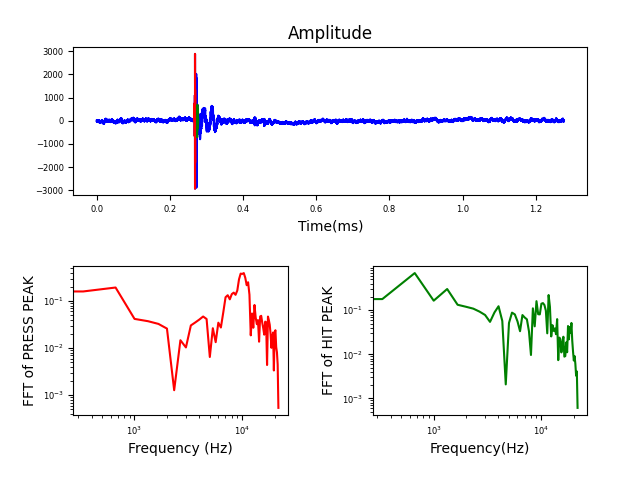 Amplitude
3000
2000
1000
0
−1000
−2000
−3000
0.0 0.2 0.4 0.6 0.8 1.0 1.2
Time(ms)
FFT of PRESS PEAK
10⁻¹
10⁻²
10⁻³
10³ 10⁴
Frequency (Hz)
FFT of HIT PEAK
10⁻¹
10⁻²
10⁻³
10³ 10⁴
Frequency(Hz)